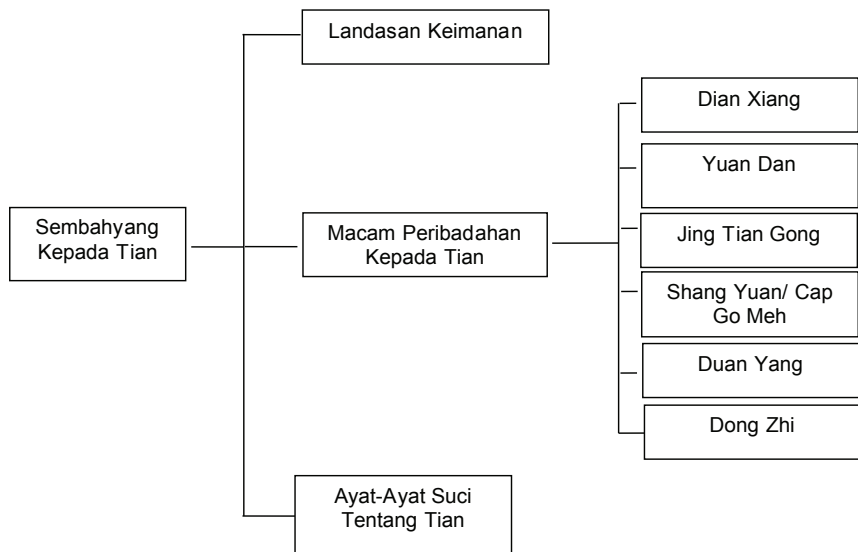 Landasan Keimanan
Dian Xiang
Yuan Dan
Sembahyang
Kepada Tian
Macam Peribadahan
Kepada Tian
Jing Tian Gong
Shang Yuan/ Cap
Go Meh
Duan Yang
Dong Zhi
Ayat-Ayat Suci
Tentang Tian